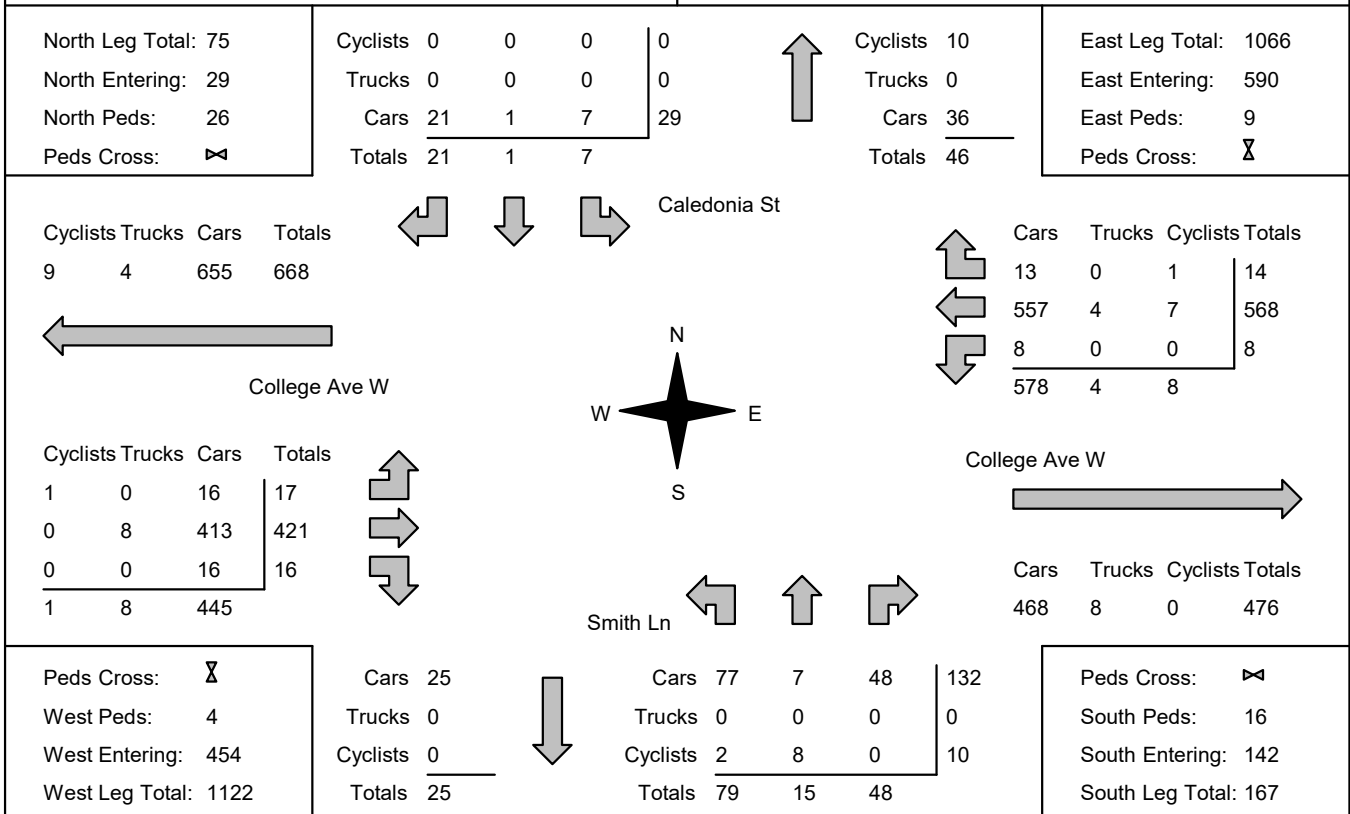 North Leg Total: 75
North Entering: 29
North Peds: 26
Peds Cross:
Cyclists 0 0 0 0
Trucks 0 0 0 0
Cars 21 1 7 29
Totals 21 1 7
Cyclists 10
Trucks 0
Cars 36
Totals 46
East Leg Total: 1066
East Entering: 590
East Peds: 9
Peds Cross:
Caledonia St
Cyclists Trucks Cars Totals
9 4 655 668
Cars Trucks Cyclists Totals
13 0 1 14
557 4 7 568
8 0 0 8
578 4 8
College Ave W
N
W E
S
Cyclists Trucks Cars Totals
1 0 16 17
0 8 413 421
0 0 16 16
1 8 445
College Ave W
Cars Trucks Cyclists Totals
468 8 0 476
Smith Ln
Peds Cross:
West Peds: 4
West Entering: 454
West Leg Total: 1122
Cars 25
Trucks 0
Cyclists 0
Totals 25
Cars 77 7 48 132
Trucks 0 0 0 0
Cyclists 2 8 0 10
Totals 79 15 48
Peds Cross:
South Peds: 16
South Entering: 142
South Leg Total: 167